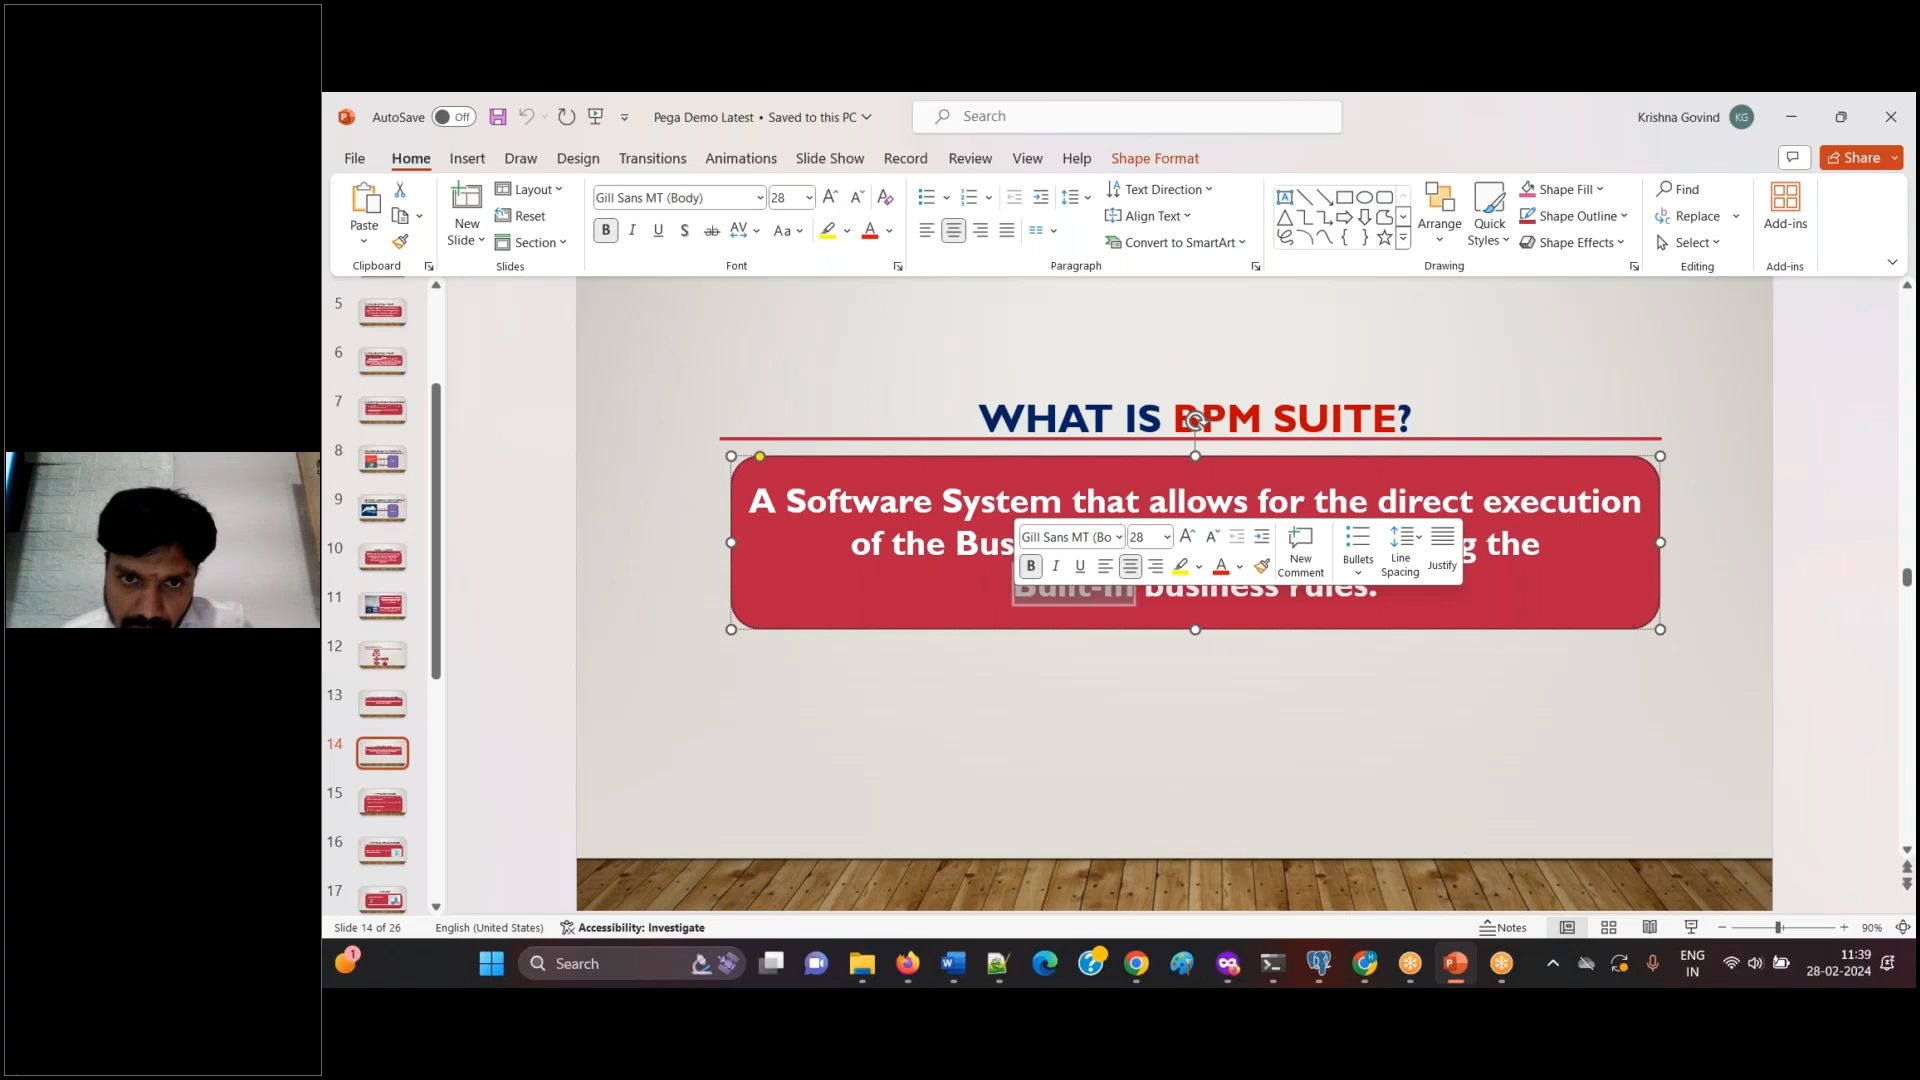 AutoSave Off Pega Demo Latest • Saved to this PC Search Krishna Govind KG
File Home Insert Draw Design Transitions Animations Slide Show Record Review View Help Shape Format Share
Paste
Clipboard
New
Slide
Layout
Reset
Section
Slides
Gill Sans MT (Body) 28
B I U S ab AV Aa A
Font
Text Direction
Align Text
Convert to SmartArt
Paragraph
Arrange
Quick
Styles
Shape Fill
Shape Outline
Shape Effects
Drawing
Find
Replace
Select
Editing
Add-ins
Add-ins
5
6
7
8
9
10
11
12
13
14
15
16
17
WHAT IS BPM SUITE?
A Software System that allows for the direct execution
of the Bus g the
Built-in business rules.
Gill Sans MT (Bo 28
B I U A
New
Comment
Bullets
Line
Spacing
Justify
Slide 14 of 26 English (United States) Accessibility: Investigate Notes 90%
1 Search ENG
IN
11:39
28-02-2024